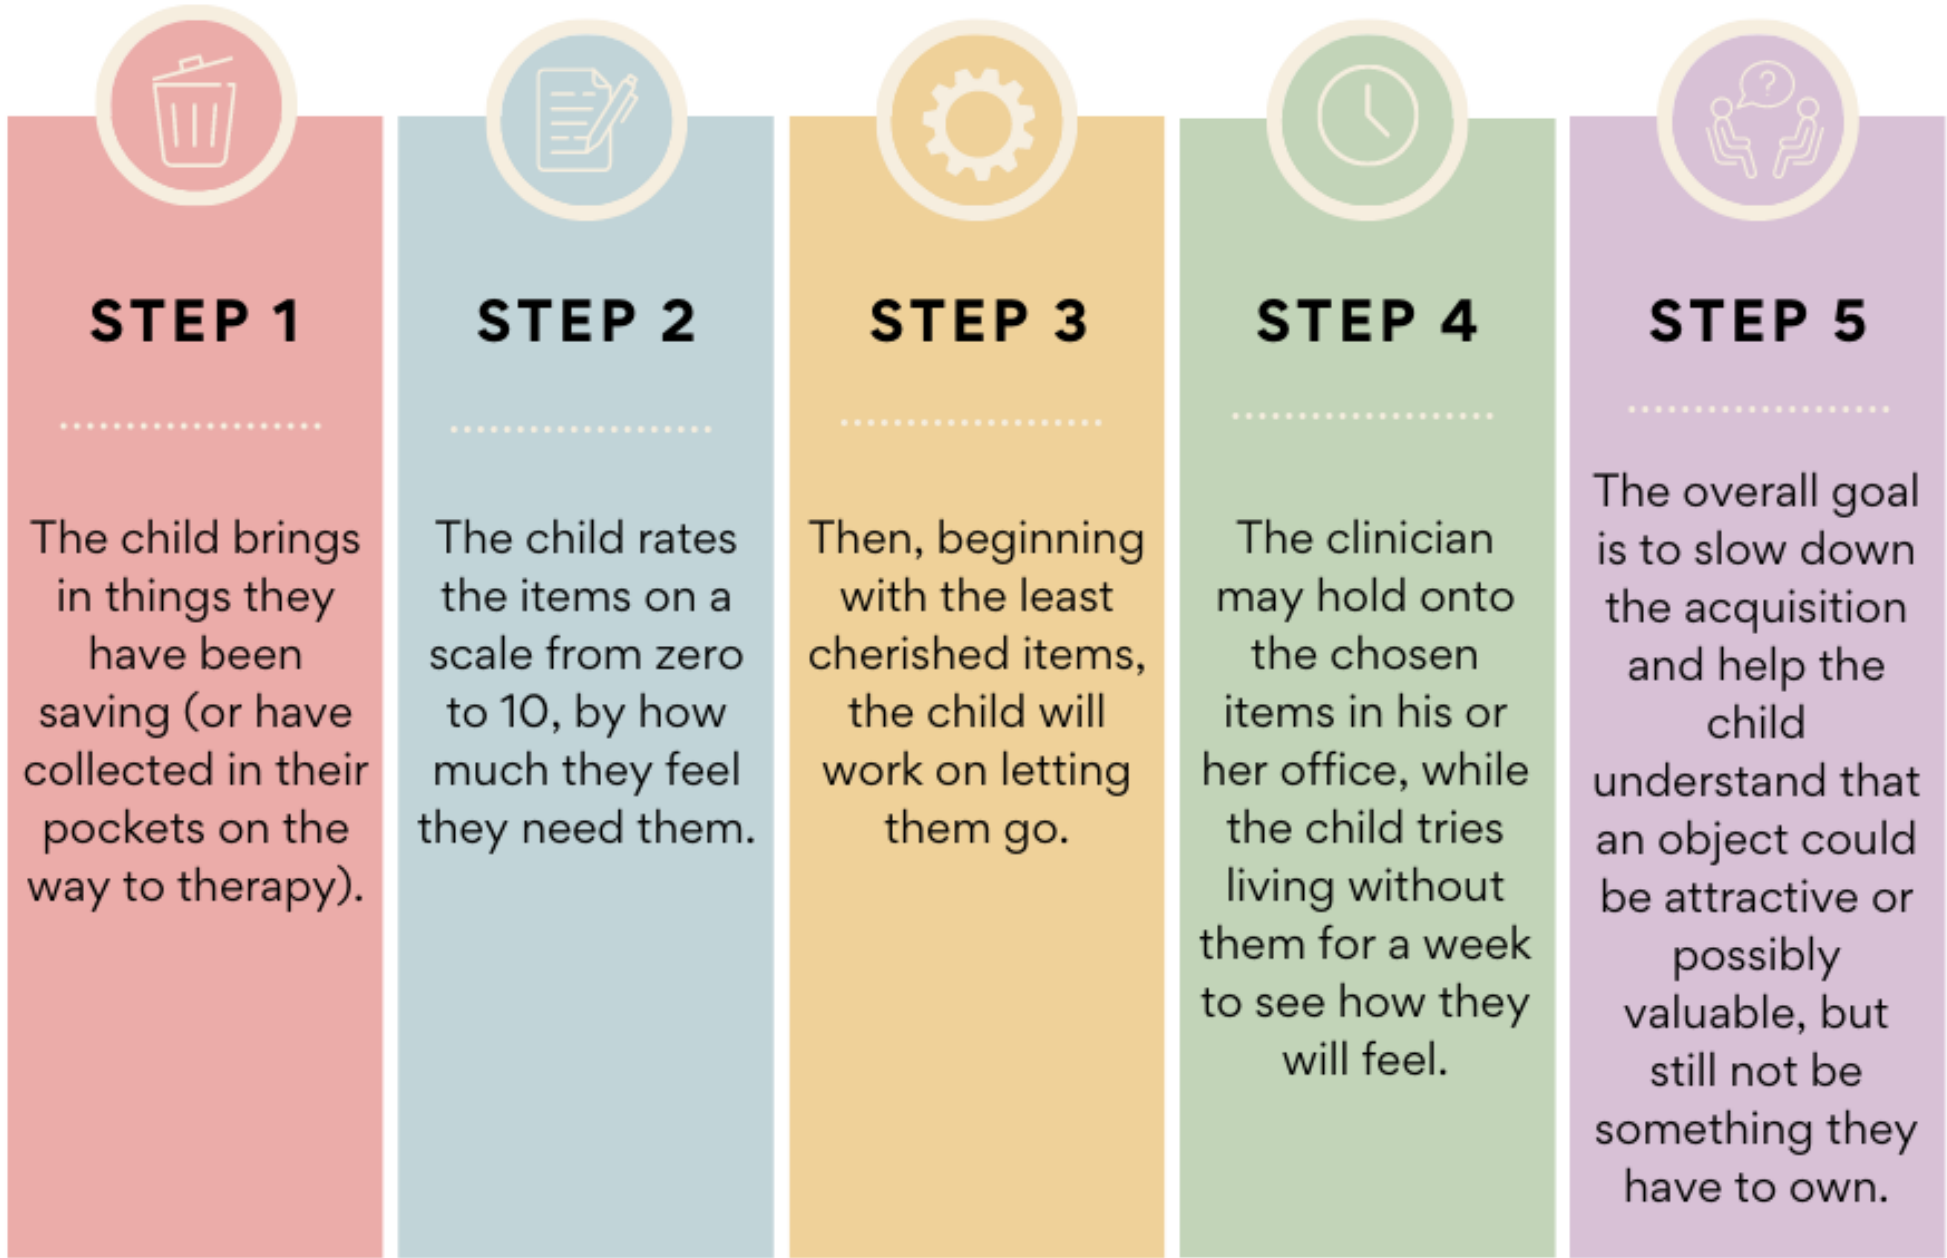 STEP 1
The child brings
in things they
have been
saving (or have
collected in their
pockets on the
way to therapy).
STEP 2
The child rates
the items on a
scale from zero
to 10, by how
much they feel
they need them.
STEP 3
Then, beginning
with the least
cherished items,
the child will
work on letting
them go.
STEP 4
The clinician
may hold onto
the chosen
items in his or
her office, while
the child tries
living without
them for a week
to see how they
will feel.
?
STEP 5
The overall goal
is to slow down
the acquisition
and help the
child
understand that
an object could
be attractive or
possibly
valuable, but
still not be
something they
have to own.